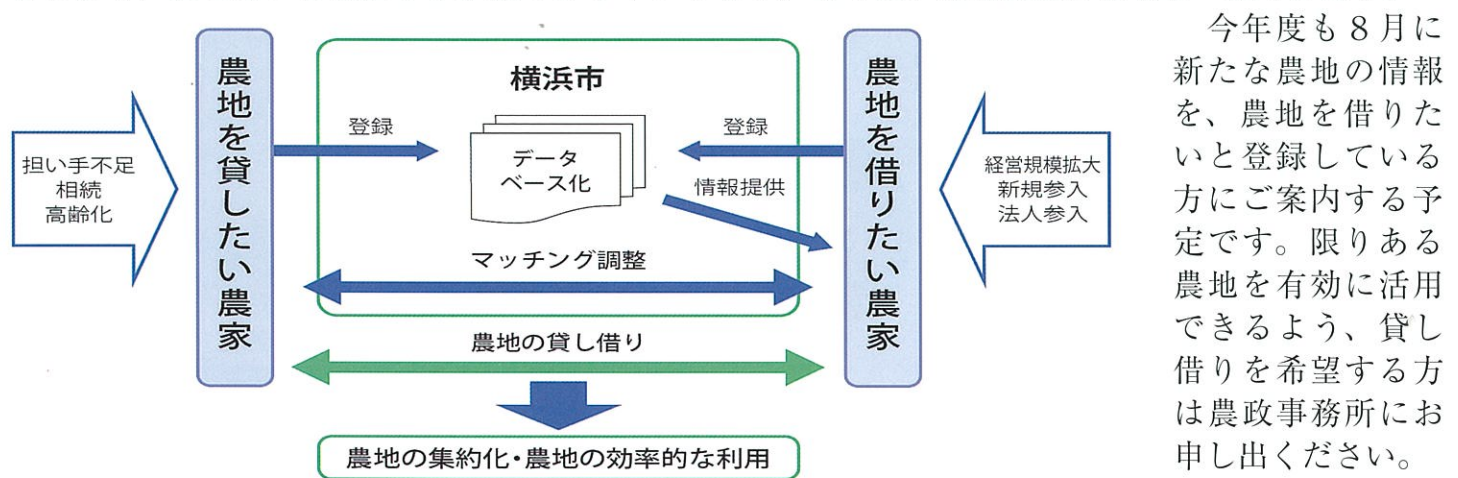 担い手不足
相続
高齢化
農地を貸したい農家
横浜市
登録
データ
ベース化
登録
情報提供
マッチング調整
農地の貸し借り
農地を借りたい農家
経営規模拡大
新規参入
法人参入
農地の集約化・農地の効率的な利用
今年度も8月に
新たな農地の情報
を、農地を借りた
いと登録している
方にご案内する予
定です。限りある
農地を有効に活用
できるよう、貸し
借りを希望する方
は農政事務所にお
申し出ください。